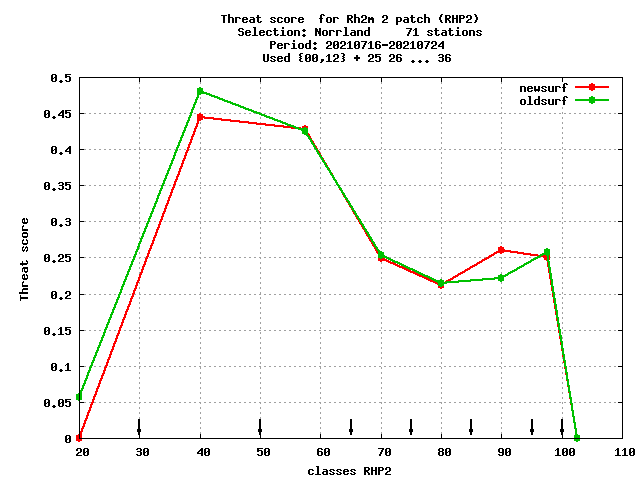 Threat score  for Rh2m 2 patch (RHP2)
Selection: Norrland     71 stations
Period: 20210716-20210724
Used {00,12} + 25 26 ... 36
newsurf
oldsurf
0.5
0.45
0.4
0.35
0.3
0.25
0.2
0.15
0.1
0.05
0
Threat score
20 30 40 50 60 70 80 90 100 110
classes RHP2